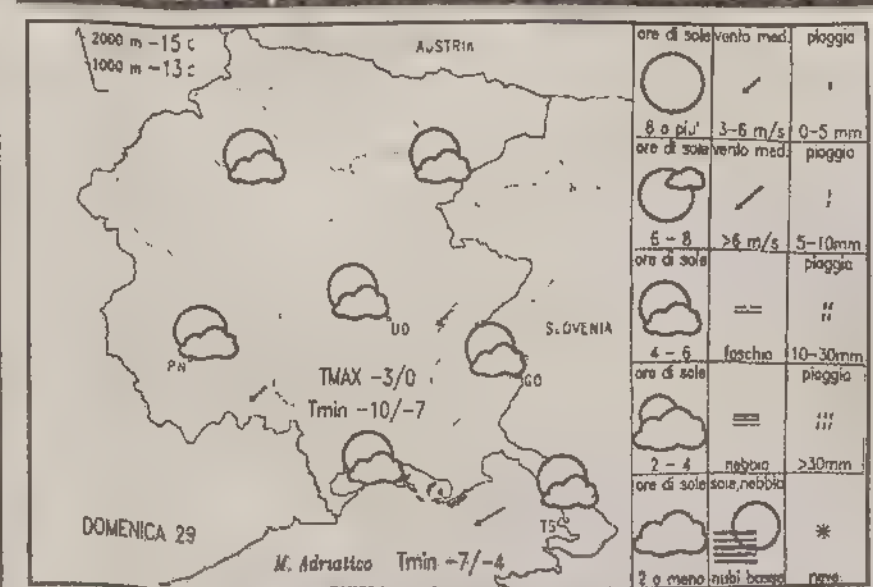 2000 m -15 c
1000 m -13 c
AUSTRIA
SLOVENIA
UD
PN
GO
TMAX -3/0
Tmin -10/-7
TS
DOMENICA 29
M. Adriatico
Tmin -7/-4
ore di sole vento med. pioggia
8 o piu' 3-6 m/s 0-5 mm
ore di sole vento med. pioggia
6 - 8 >6 m/s 5-10mm
ore di sole pioggia
4 - 6 foschia 10-30mm
ore di sole pioggia
2 - 4 nebbia >30mm
ore di sole sole,nebbia
2 o meno nubi basse neve